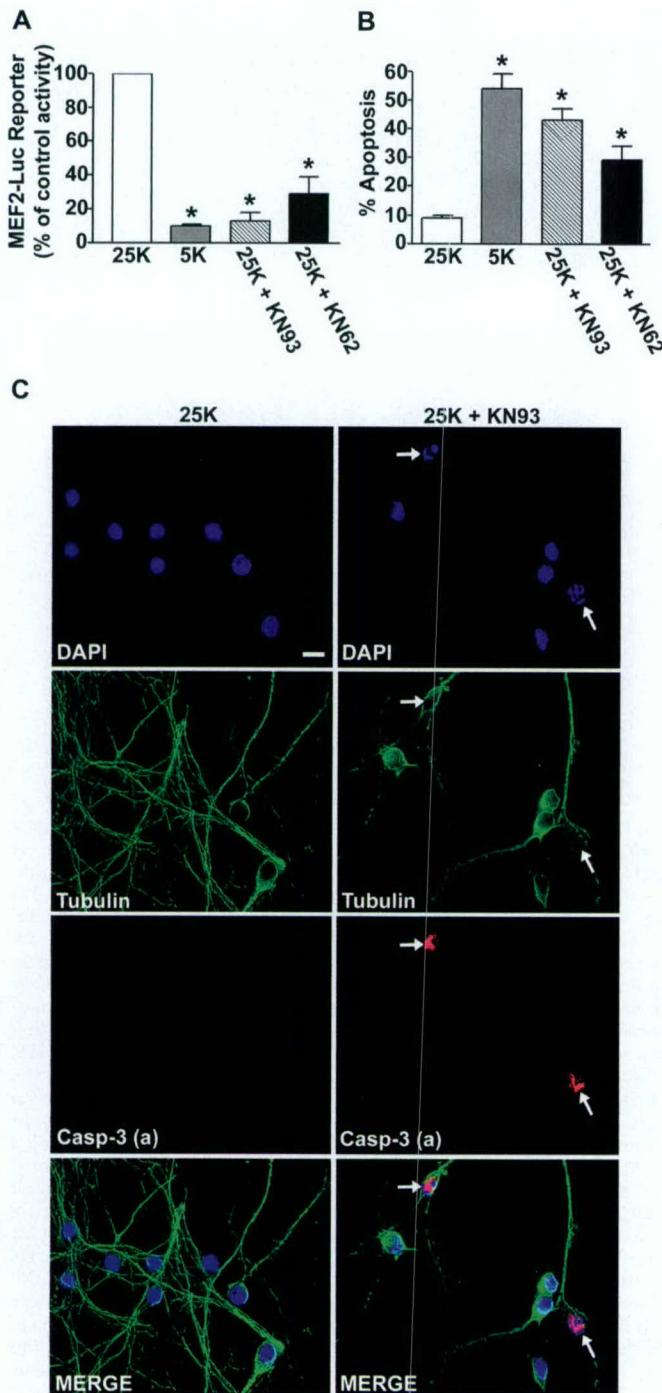 A
MEF2-Luc Reporter
(% of control activity)
100
80
60
40
20
0
*
*
*
25K
5K
25K + KN93
25K + KN62
B
% Apoptosis
60
50
40
30
20
10
0
*
*
*
25K
5K
25K + KN93
25K + KN62
C
25K
25K + KN93
DAPI
DAPI
Tubulin
Tubulin
Casp-3 (a)
Casp-3 (a)
MERGE
MERGE